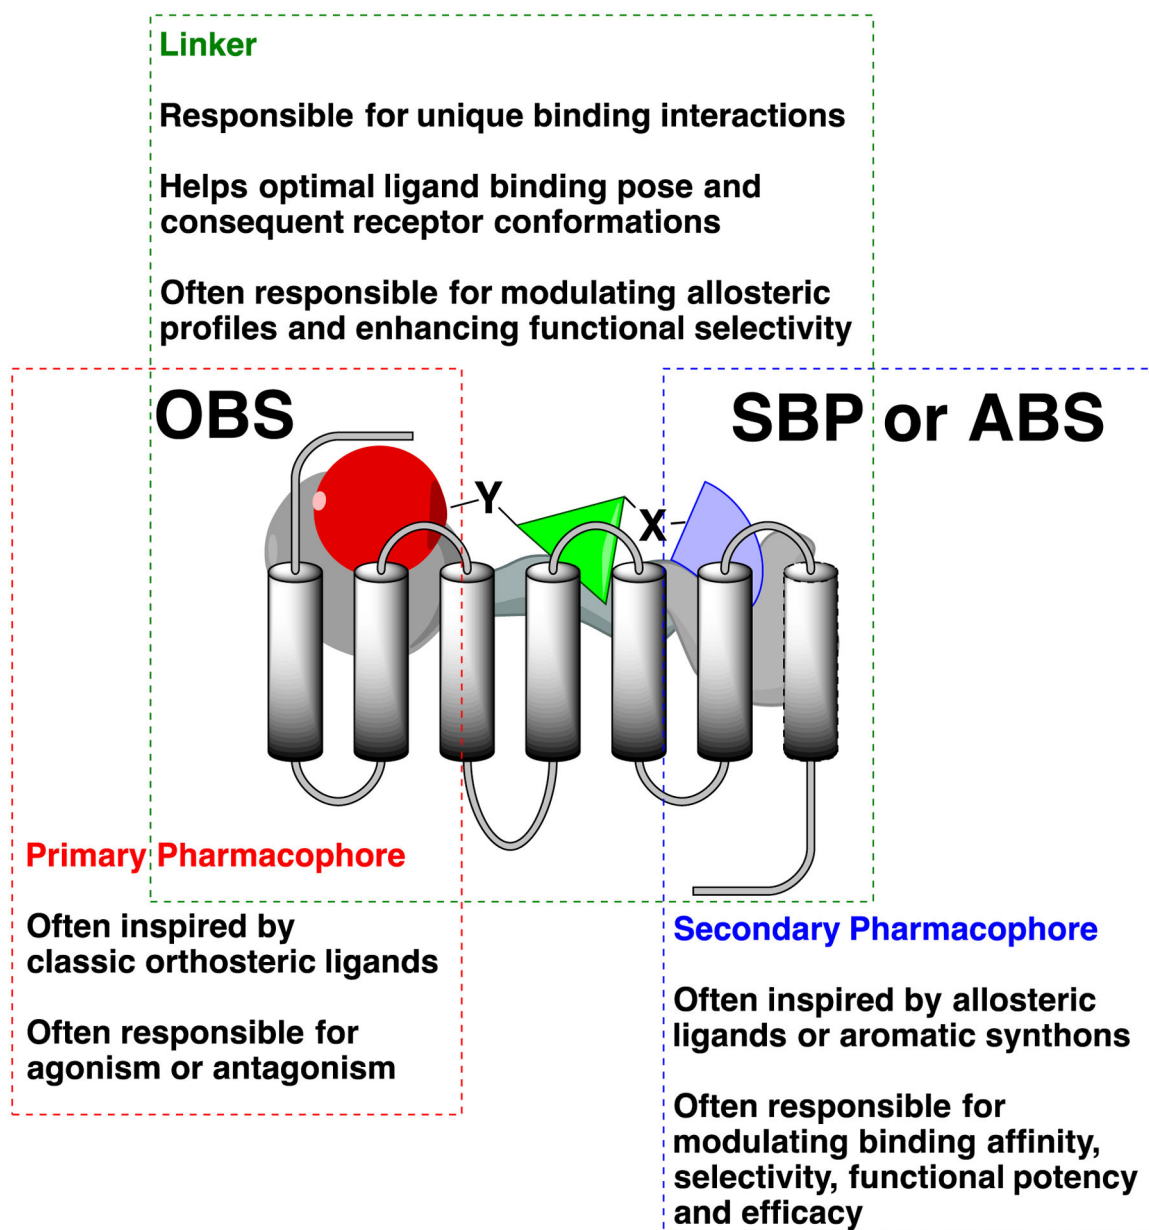 Linker
Responsible for unique binding interactions
Helps optimal ligand binding pose and
consequent receptor conformations
Often responsible for modulating allosteric
profiles and enhancing functional selectivity
OBS
SBP or ABS
Y
X
Primary Pharmacophore
Often inspired by
classic orthosteric ligands
Often responsible for
agonism or antagonism
Secondary Pharmacophore
Often inspired by allosteric
ligands or aromatic synthons
Often responsible for
modulating binding affinity,
selectivity, functional potency
and efficacy